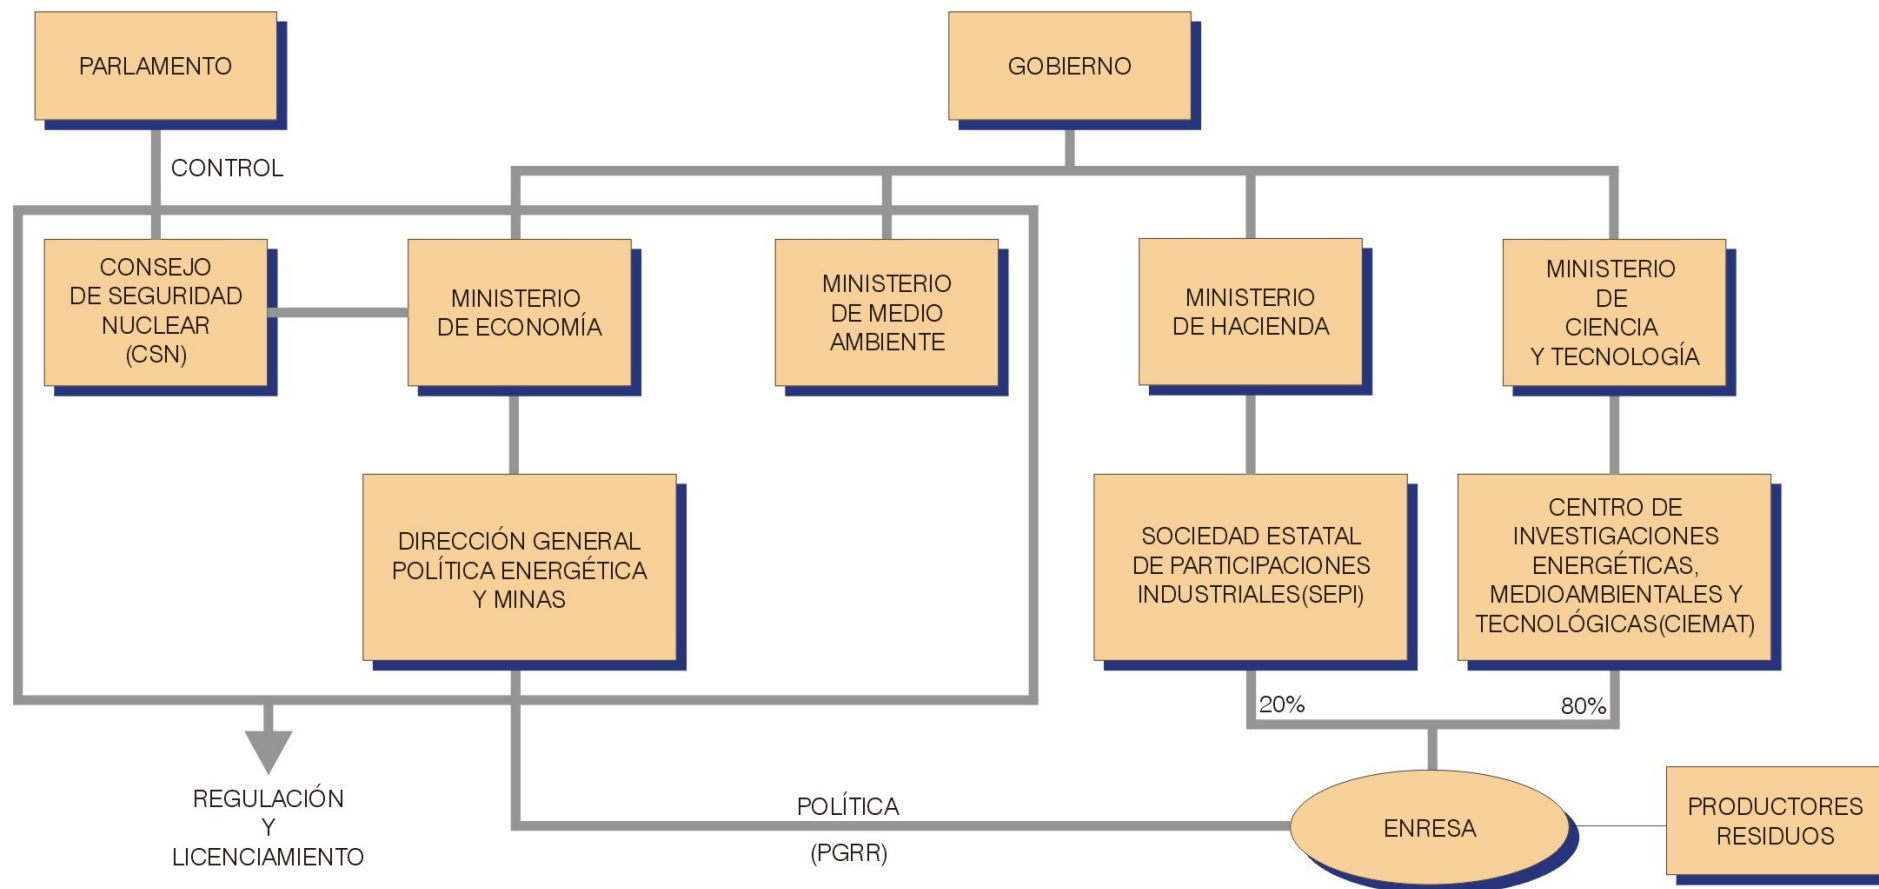 PARLAMENTO
GOBIERNO
CONTROL
CONSEJO
DE SEGURIDAD
NUCLEAR
(CSN)
MINISTERIO
DE ECONOMÍA
MINISTERIO
DE MEDIO
AMBIENTE
MINISTERIO
DE HACIENDA
MINISTERIO
DE
CIENCIA
Y TECNOLOGÍA
DIRECCIÓN GENERAL
POLÍTICA ENERGÉTICA
Y MINAS
SOCIEDAD ESTATAL
DE PARTICIPACIONES
INDUSTRIALES(SEPI)
CENTRO DE
INVESTIGACIONES
ENERGÉTICAS,
MEDIOAMBIENTALES Y
TECNOLÓGICAS(CIEMAT)
20%
80%
REGULACIÓN
Y
LICENCIAMIENTO
POLÍTICA
(PGRR)
ENRESA
PRODUCTORES
RESIDUOS